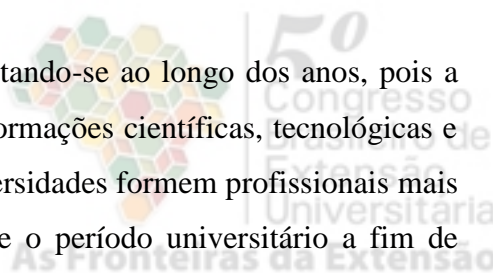 tando-se ao longo dos anos, pois a
ormações científicas, tecnológicas e
ersidades formem profissionais mais
e o período universitário a fim de
5º
Congresso
Brasileiro de
Extensão
Universitária
As Fronteiras da Extensão